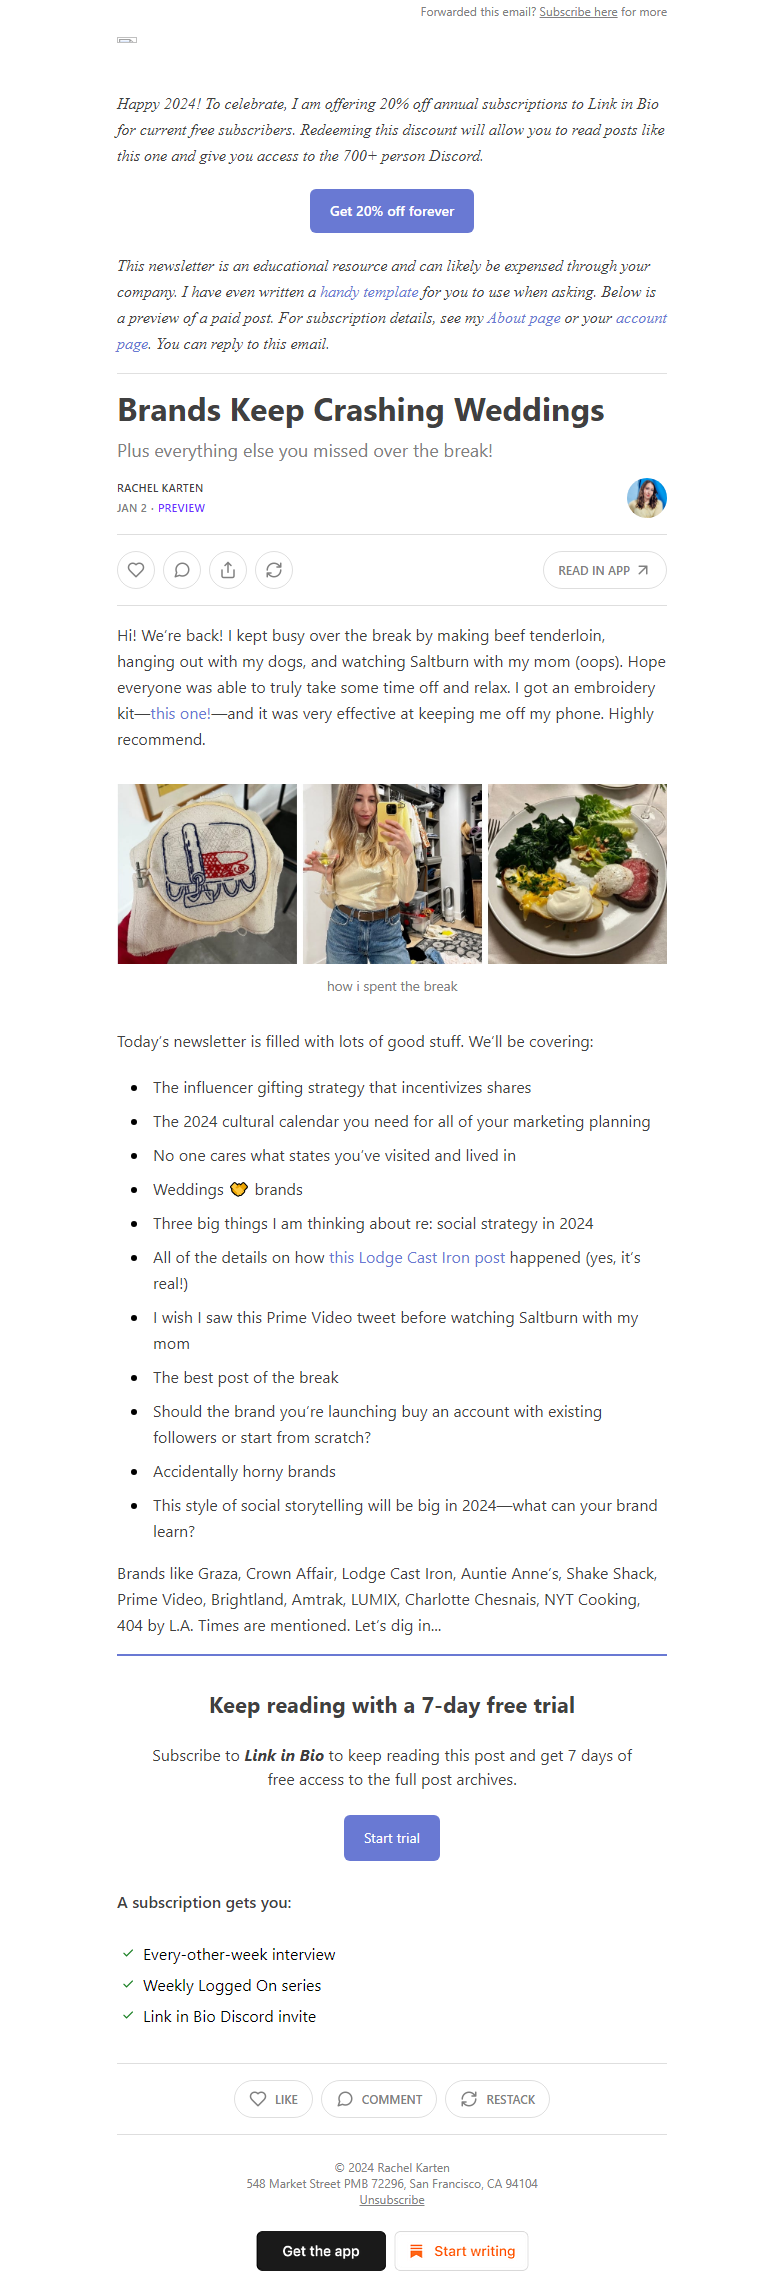 Forwarded this email? Subscribe here for more
Happy 2024! To celebrate, I am offering 20% off annual subscriptions to Link in Bio
for current free subscribers. Redeeming this discount will allow you to read posts like
this one and give you access to the 700+ person Discord.
Get 20% off forever
This newsletter is an educational resource and can likely be expensed through your
company. I have even written a handy template for you to use when asking. Below is
a preview of a paid post. For subscription details, see my About page or your account
page. You can reply to this email.
Brands Keep Crashing Weddings
Plus everything else you missed over the break!
RACHEL KARTEN
JAN 2 · PREVIEW
READ IN APP
Hi! We’re back! I kept busy over the break by making beef tenderloin,
hanging out with my dogs, and watching Saltburn with my mom (oops). Hope
everyone was able to truly take some time off and relax. I got an embroidery
kit—this one!—and it was very effective at keeping me off my phone. Highly
recommend.
how i spent the break
Today’s newsletter is filled with lots of good stuff. We’ll be covering:
• The influencer gifting strategy that incentivizes shares
• The 2024 cultural calendar you need for all of your marketing planning
• No one cares what states you’ve visited and lived in
• Weddings 🤝 brands
• Three big things I am thinking about re: social strategy in 2024
• All of the details on how this Lodge Cast Iron post happened (yes, it’s
real!)
• I wish I saw this Prime Video tweet before watching Saltburn with my
mom
• The best post of the break
• Should the brand you’re launching buy an account with existing
followers or start from scratch?
• Accidentally horny brands
• This style of social storytelling will be big in 2024—what can your brand
learn?
Brands like Graza, Crown Affair, Lodge Cast Iron, Auntie Anne’s, Shake Shack,
Prime Video, Brightland, Amtrak, LUMIX, Charlotte Chesnais, NYT Cooking,
404 by L.A. Times are mentioned. Let’s dig in...
Keep reading with a 7-day free trial
Subscribe to Link in Bio to keep reading this post and get 7 days of
free access to the full post archives.
Start trial
A subscription gets you:
✓ Every-other-week interview
✓ Weekly Logged On series
✓ Link in Bio Discord invite
LIKE COMMENT RESTACK
© 2024 Rachel Karten
548 Market Street PMB 72296, San Francisco, CA 94104
Unsubscribe
Get the app Start writing